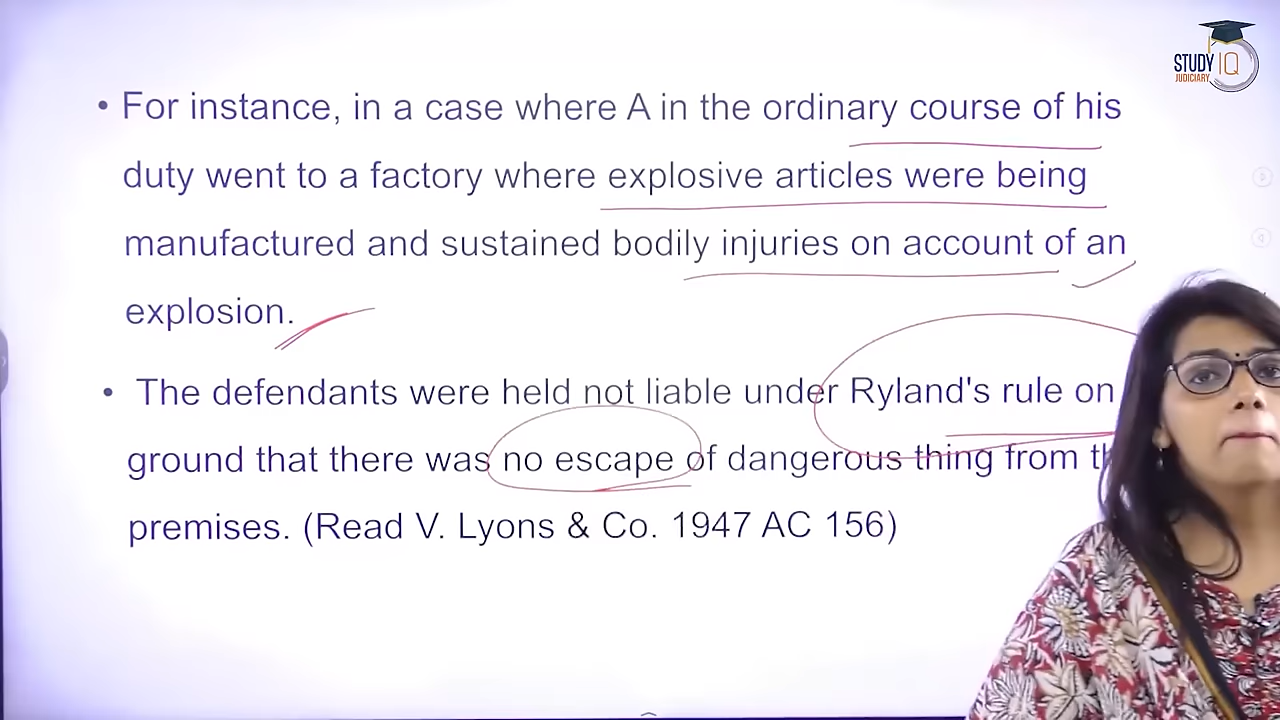 STUDY IQ
JUDICIARY
• For instance, in a case where A in the ordinary course of his
duty went to a factory where explosive articles were being
manufactured and sustained bodily injuries on account of an
explosion.
• The defendants were held not liable under Ryland's rule on
ground that there was no escape of dangerous thing from
premises. (Read V. Lyons & Co. 1947 AC 156)